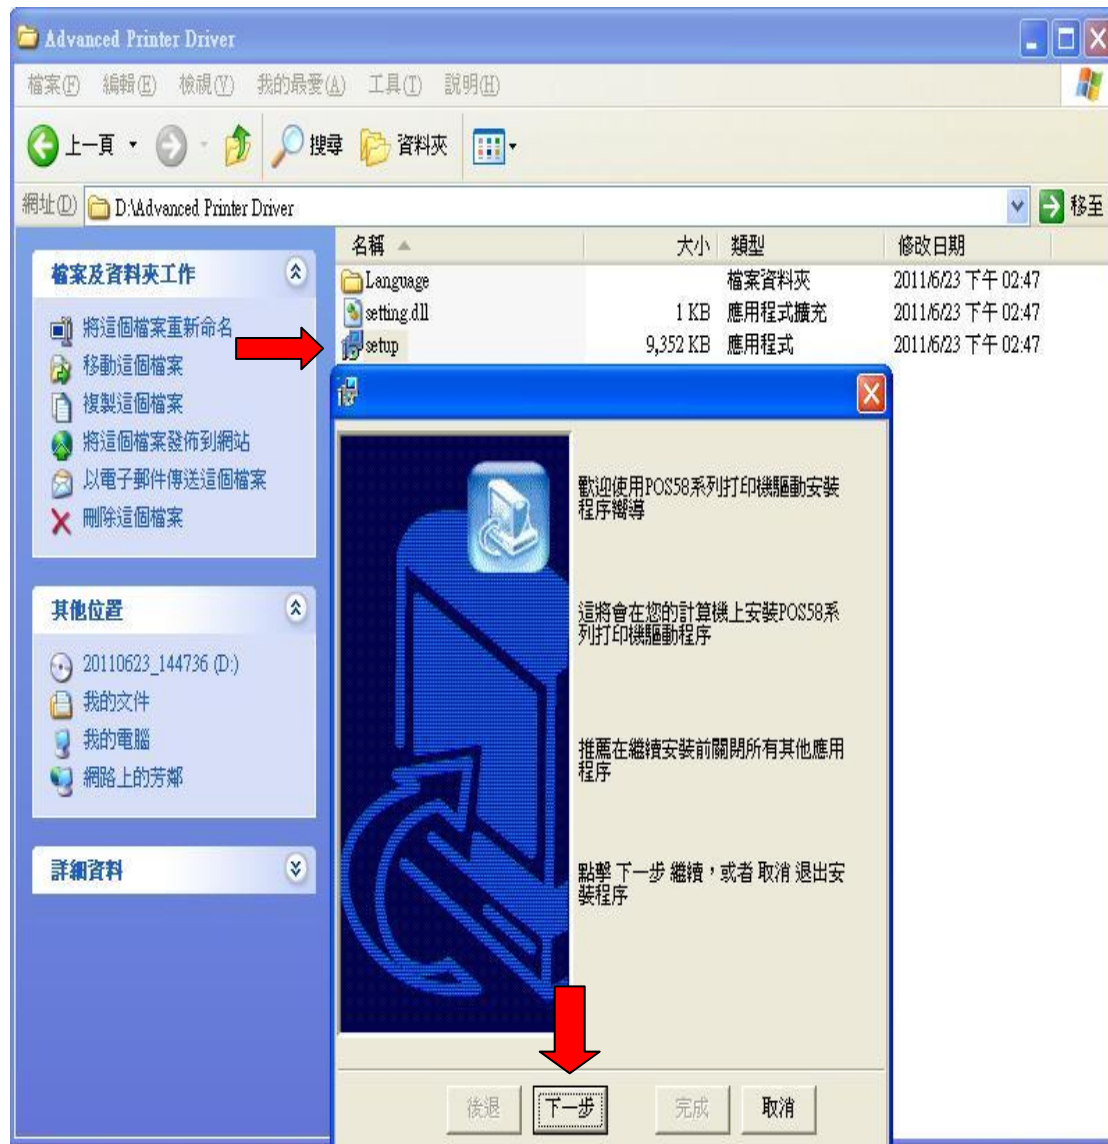 Advanced Printer Driver
檔案(F) 編輯(E) 檢視(V) 我的最愛(A) 工具(T) 說明(H)
上一頁 搜尋 資料夾
網址(D) D:\Advanced Printer Driver 移至
名稱 大小 類型 修改日期
Language 檔案資料夾 2011/6/23 下午 02:47
setting.dll 1 KB 應用程式擴充 2011/6/23 下午 02:47
setup 9,352 KB 應用程式 2011/6/23 下午 02:47
檔案及資料夾工作
將這個檔案重新命名
移動這個檔案
複製這個檔案
將這個檔案發佈到網站
以電子郵件傳送這個檔案
刪除這個檔案
其他位置
20110623_144736 (D:)
我的文件
我的電腦
網路上的芳鄰
詳細資料
歡迎使用POS58系列打印機驅動安裝
程序嚮導
這將會在您的計算機上安裝POS58系
列打印機驅動程序
推薦在繼續安裝前關閉所有其他應用
程序
點擊 下一步 繼續，或者 取消 退出安
裝程序
後退 下一步 完成 取消